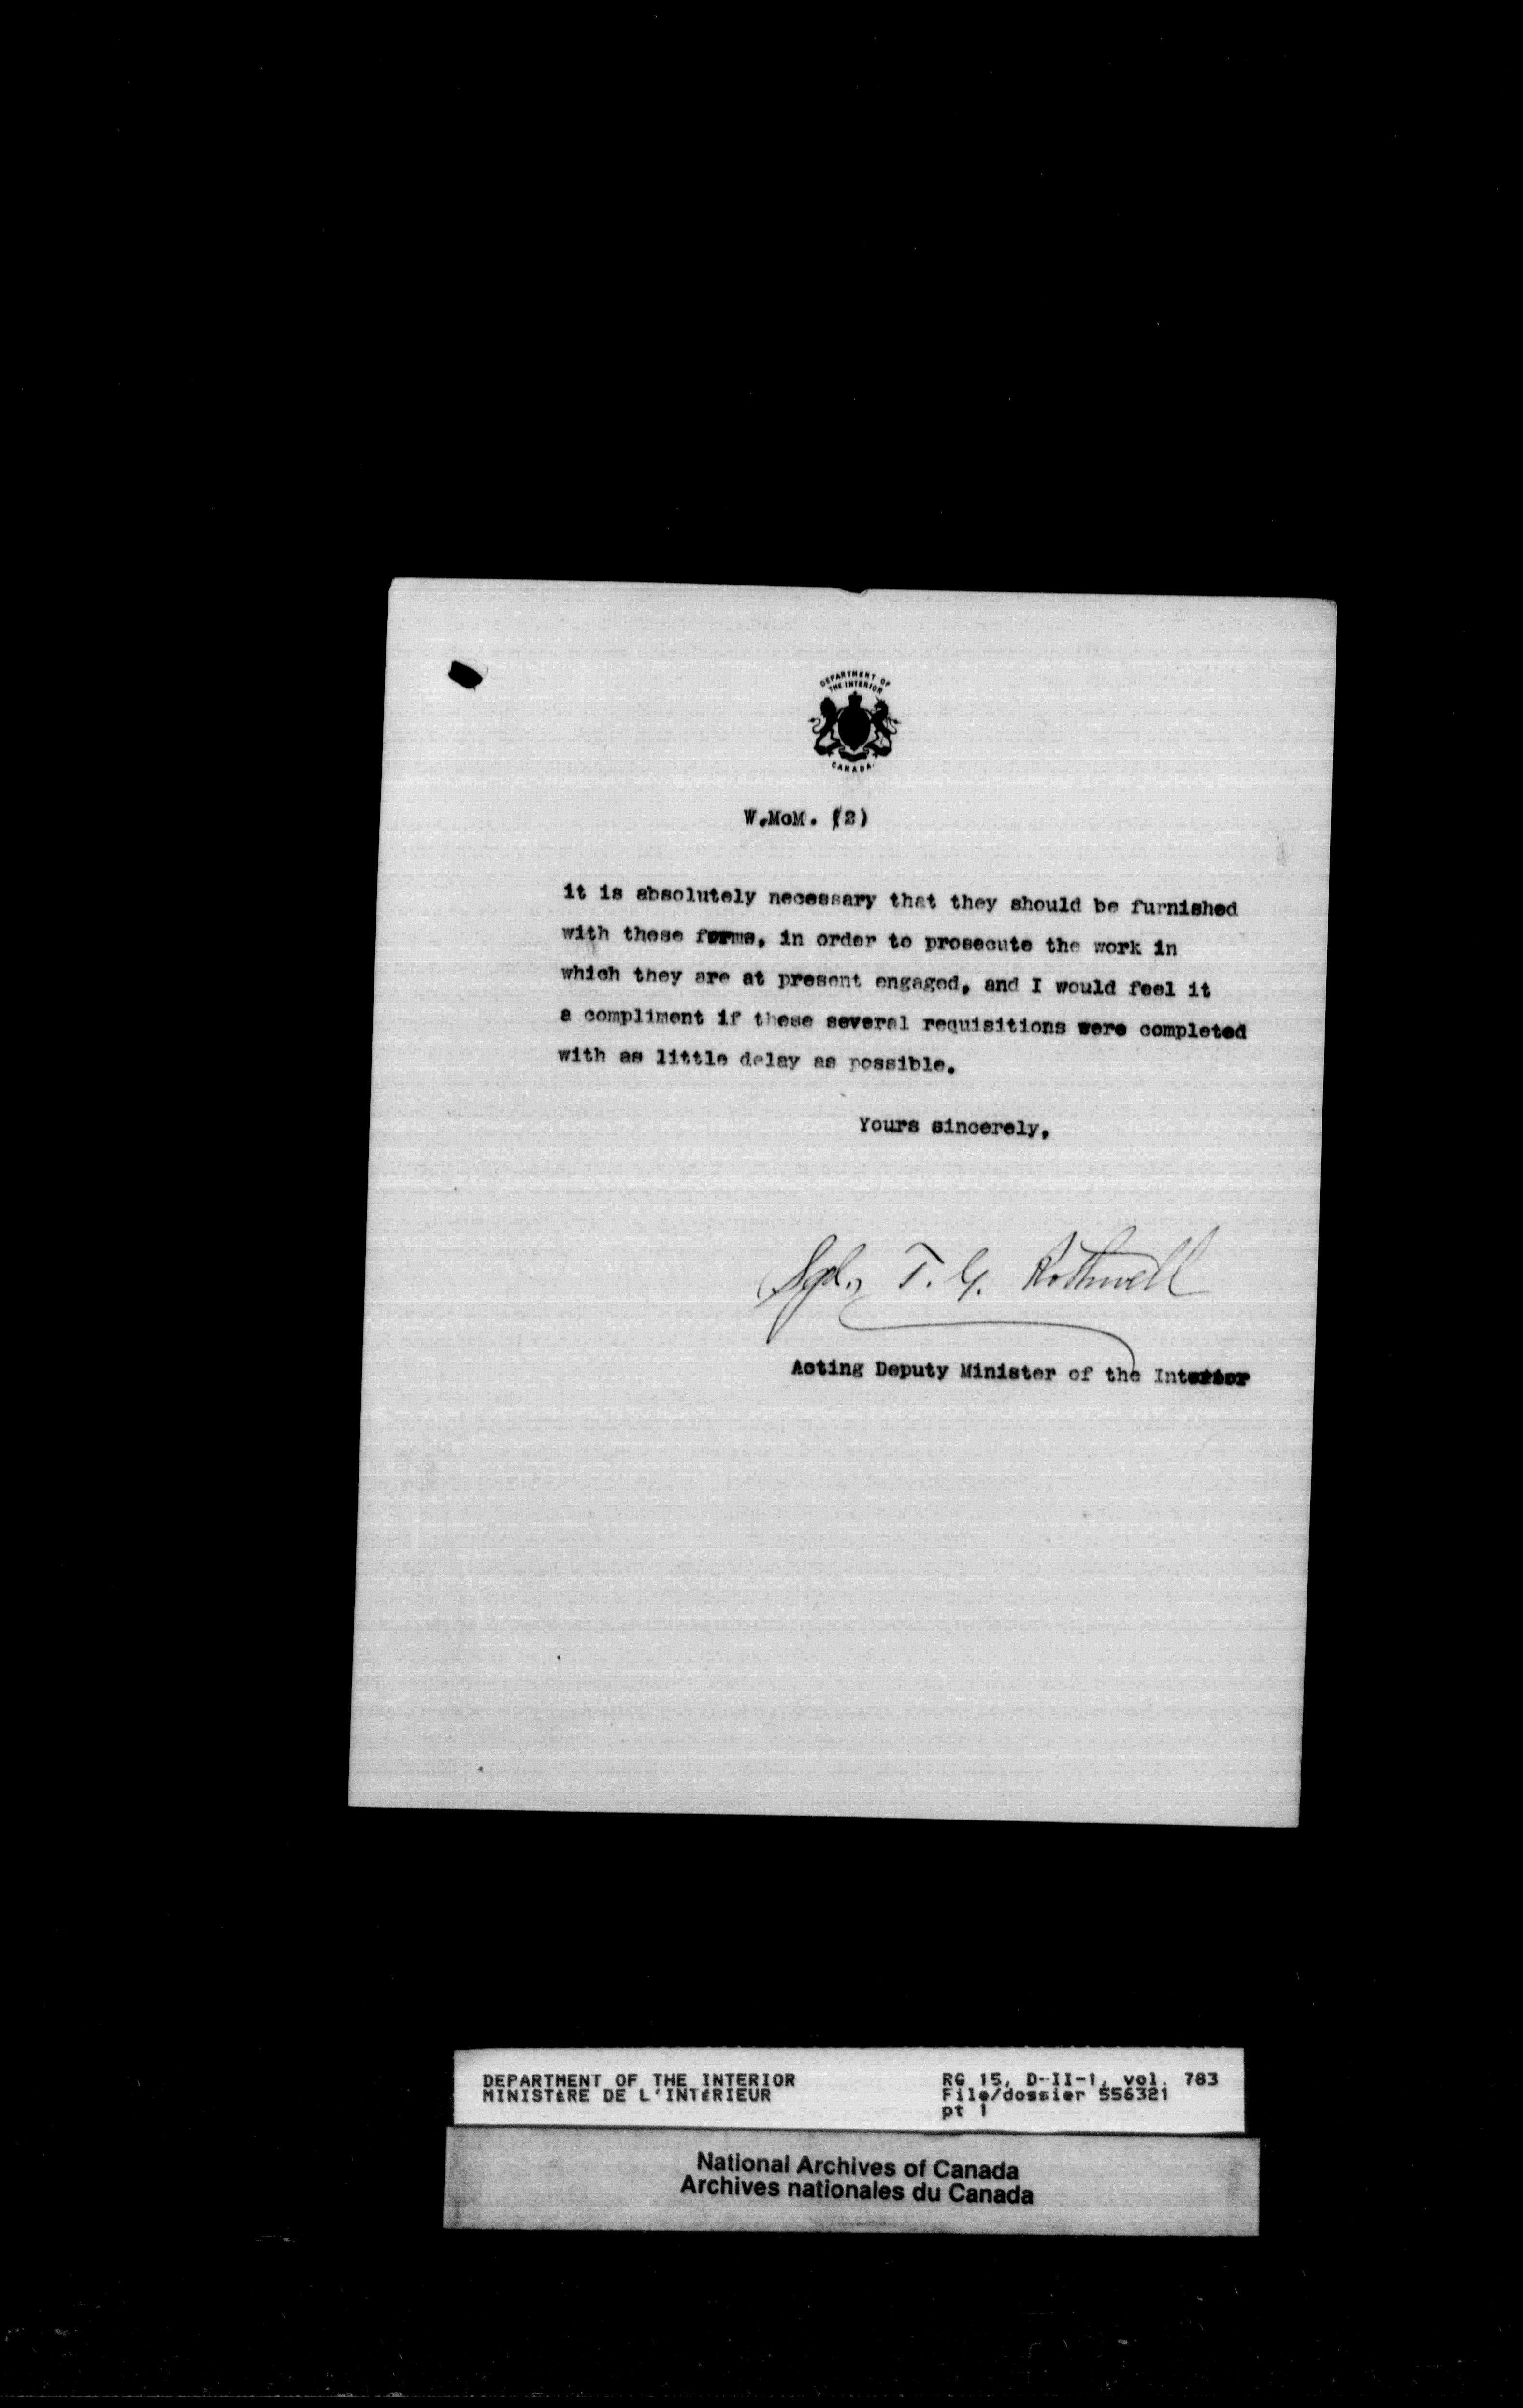 DEPARTMENT OF
THE INTERIOR
CANADA.
W.McM. (2)
it is absolutely necessary that they should be furnished
with these forms, in order to prosecute the work in
which they are at present engaged, and I would feel it
a compliment if these several requisitions were completed
with as little delay as possible.
Yours sincerely,
Sgd., T. G. Rothwell
Acting Deputy Minister of the Interior
DEPARTMENT OF THE INTERIOR
MINISTÈRE DE L'INTÉRIEUR
RG 15, D-II-1, vol. 783
File/dossier 556321
pt 1
National Archives of Canada
Archives nationales du Canada